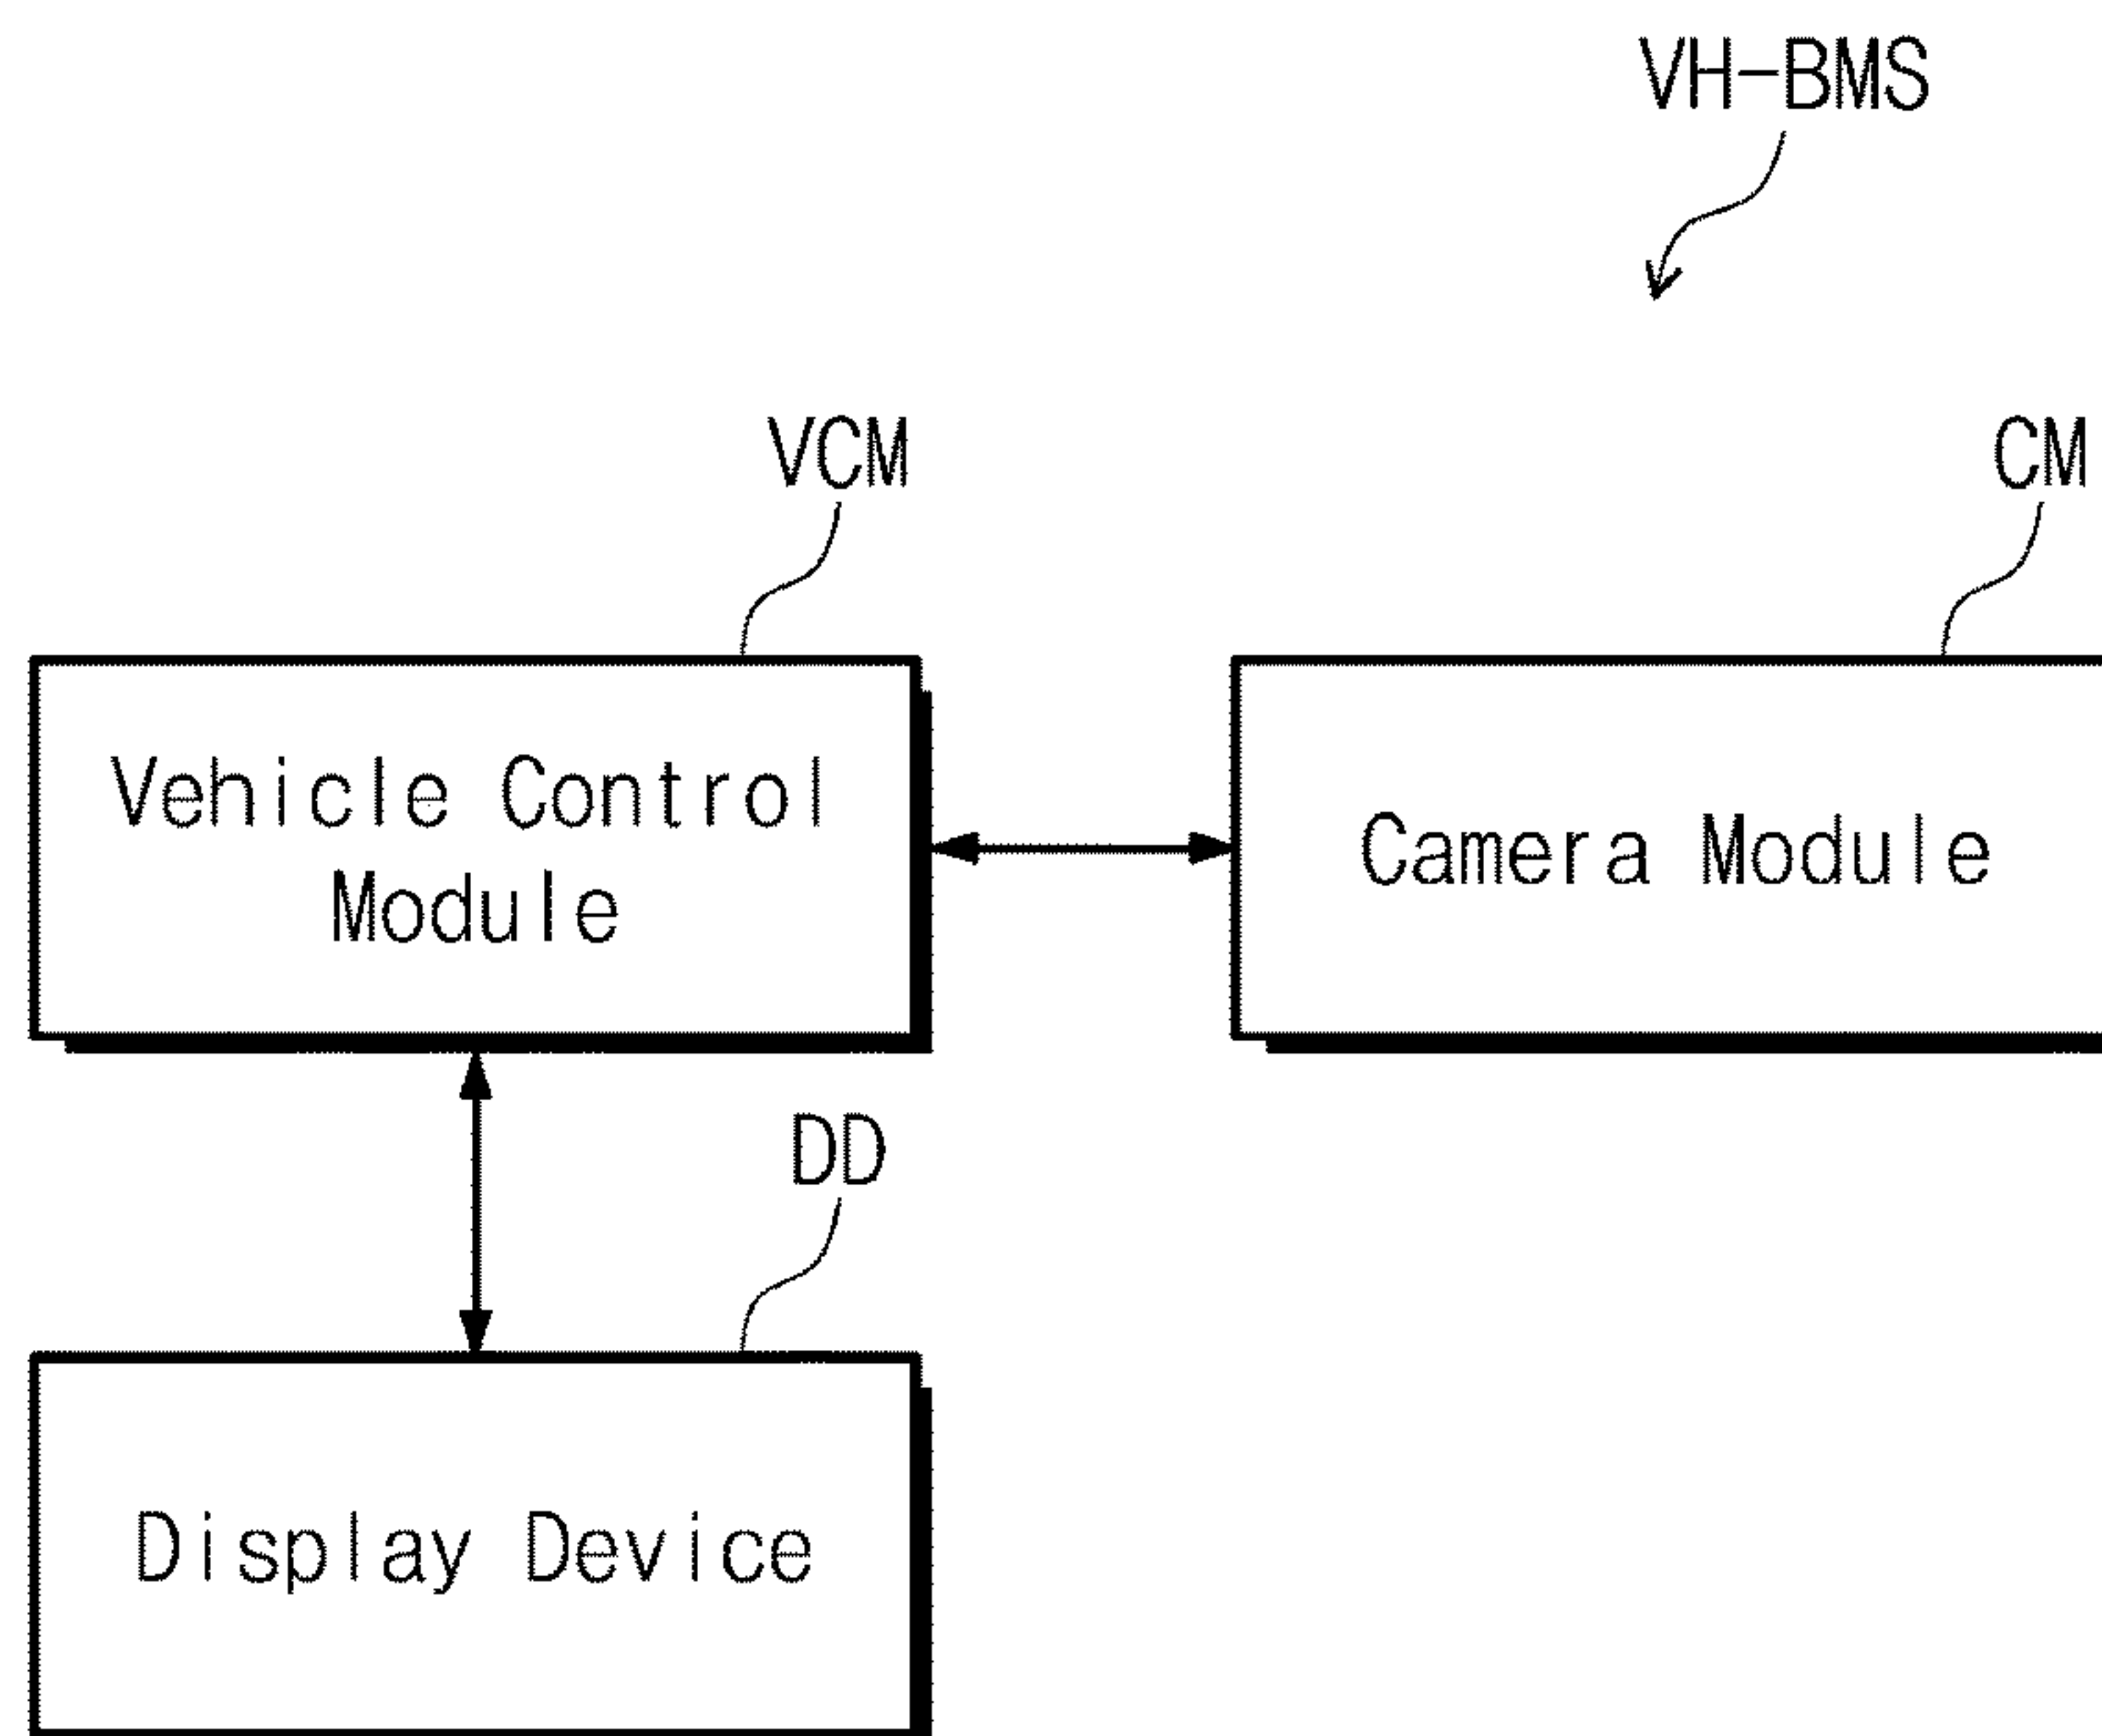 VH-BMS
VCM
CM
Vehicle Control
Module
Camera Module
DD
Display Device